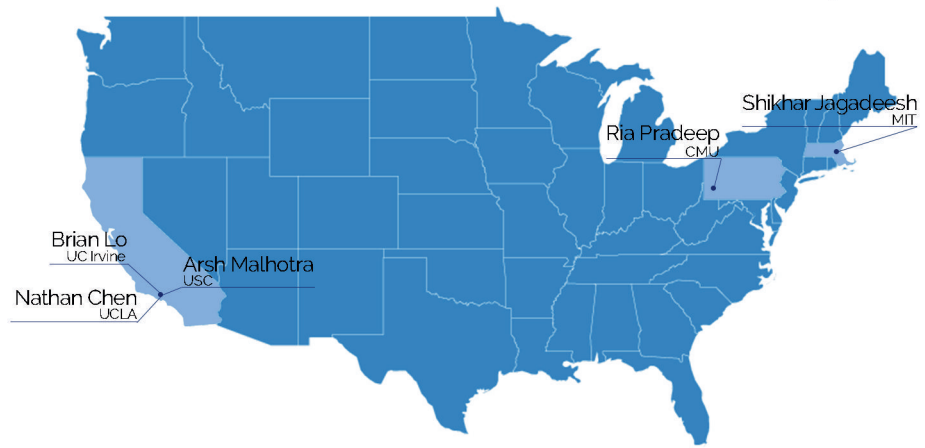 Shikhar Jagadeesh
MIT
Ria Pradeep
CMU
Brian Lo
UC Irvine
Arsh Malhotra
USC
Nathan Chen
UCLA